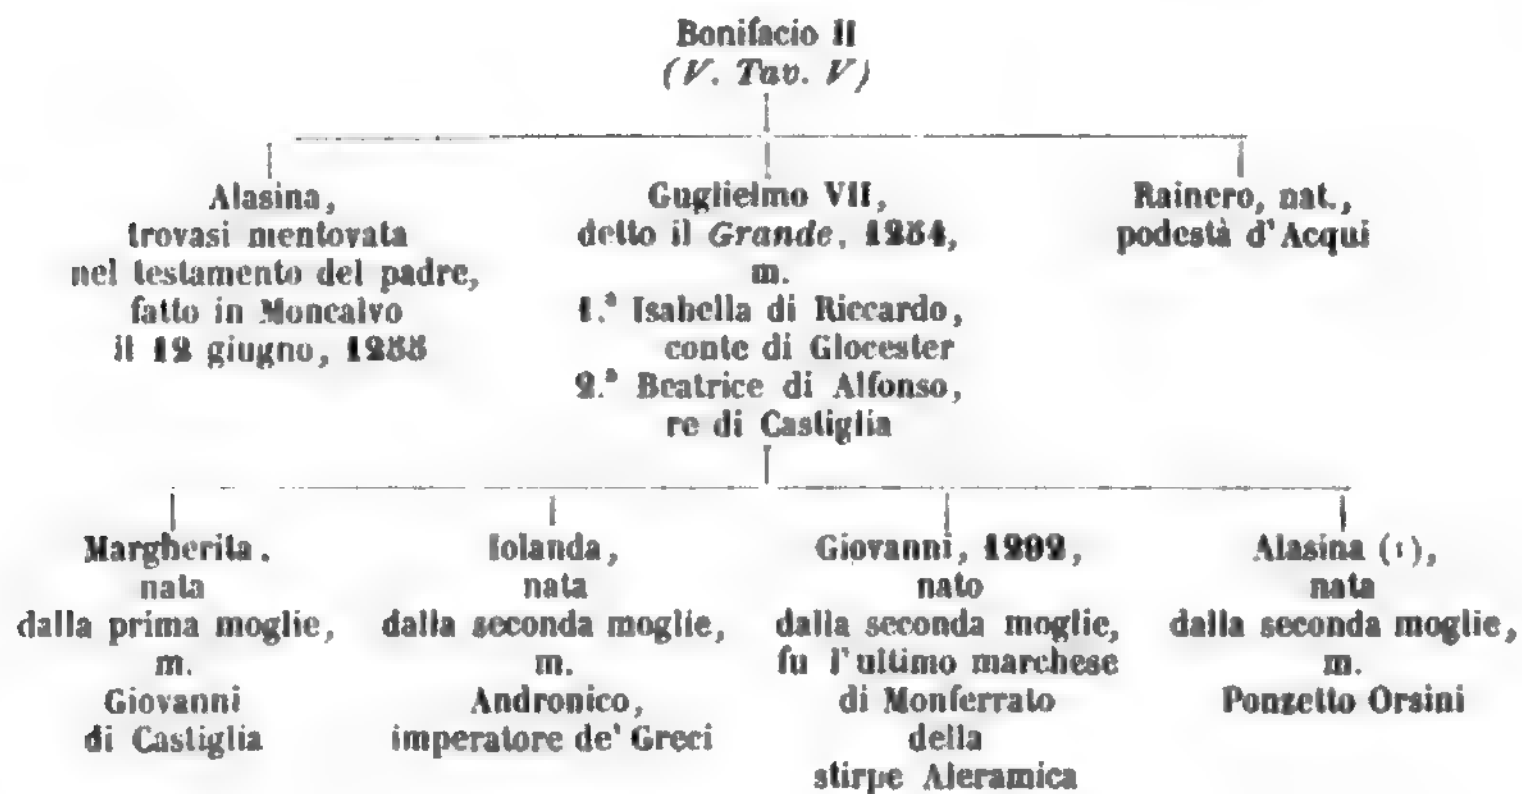 Bonifacio II
(V. Tav. V)
Alasina,
trovasi mentovata
nel testamento del padre,
fatto in Moncalvo
il 12 giugno, 1255
Guglielmo VII,
detto il Grande, 1254,
m.
1.ª Isabella di Riccardo,
conte di Glocester
2.ª Beatrice di Alfonso,
re di Castiglia
Rainero, nat.,
podestà d'Acqui
Margherita,
nata
dalla prima moglie,
m.
Giovanni
di Castiglia
Iolanda,
nata
dalla seconda moglie,
m.
Andronico,
imperatore de' Greci
Giovanni, 1292,
nato
dalla seconda moglie,
fu l'ultimo marchese
di Monferrato
della
stirpe Aleramica
Alasina (1),
nata
dalla seconda moglie,
m.
Ponzetto Orsini